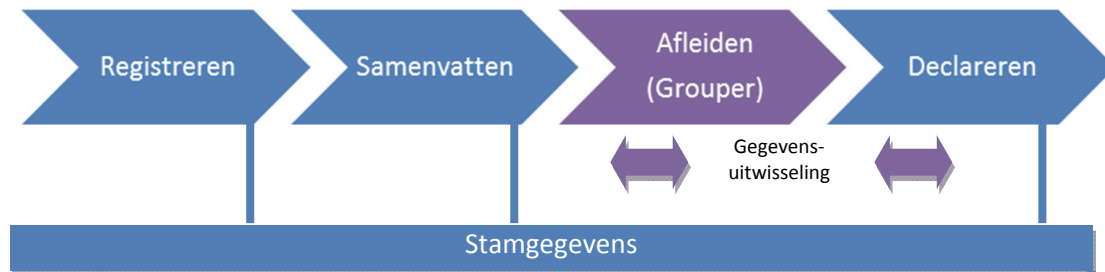 Registreren
Samenvatten
Afleiden
(Grouper)
Declareren
Gegevens-
uitwisseling
Stamgegevens